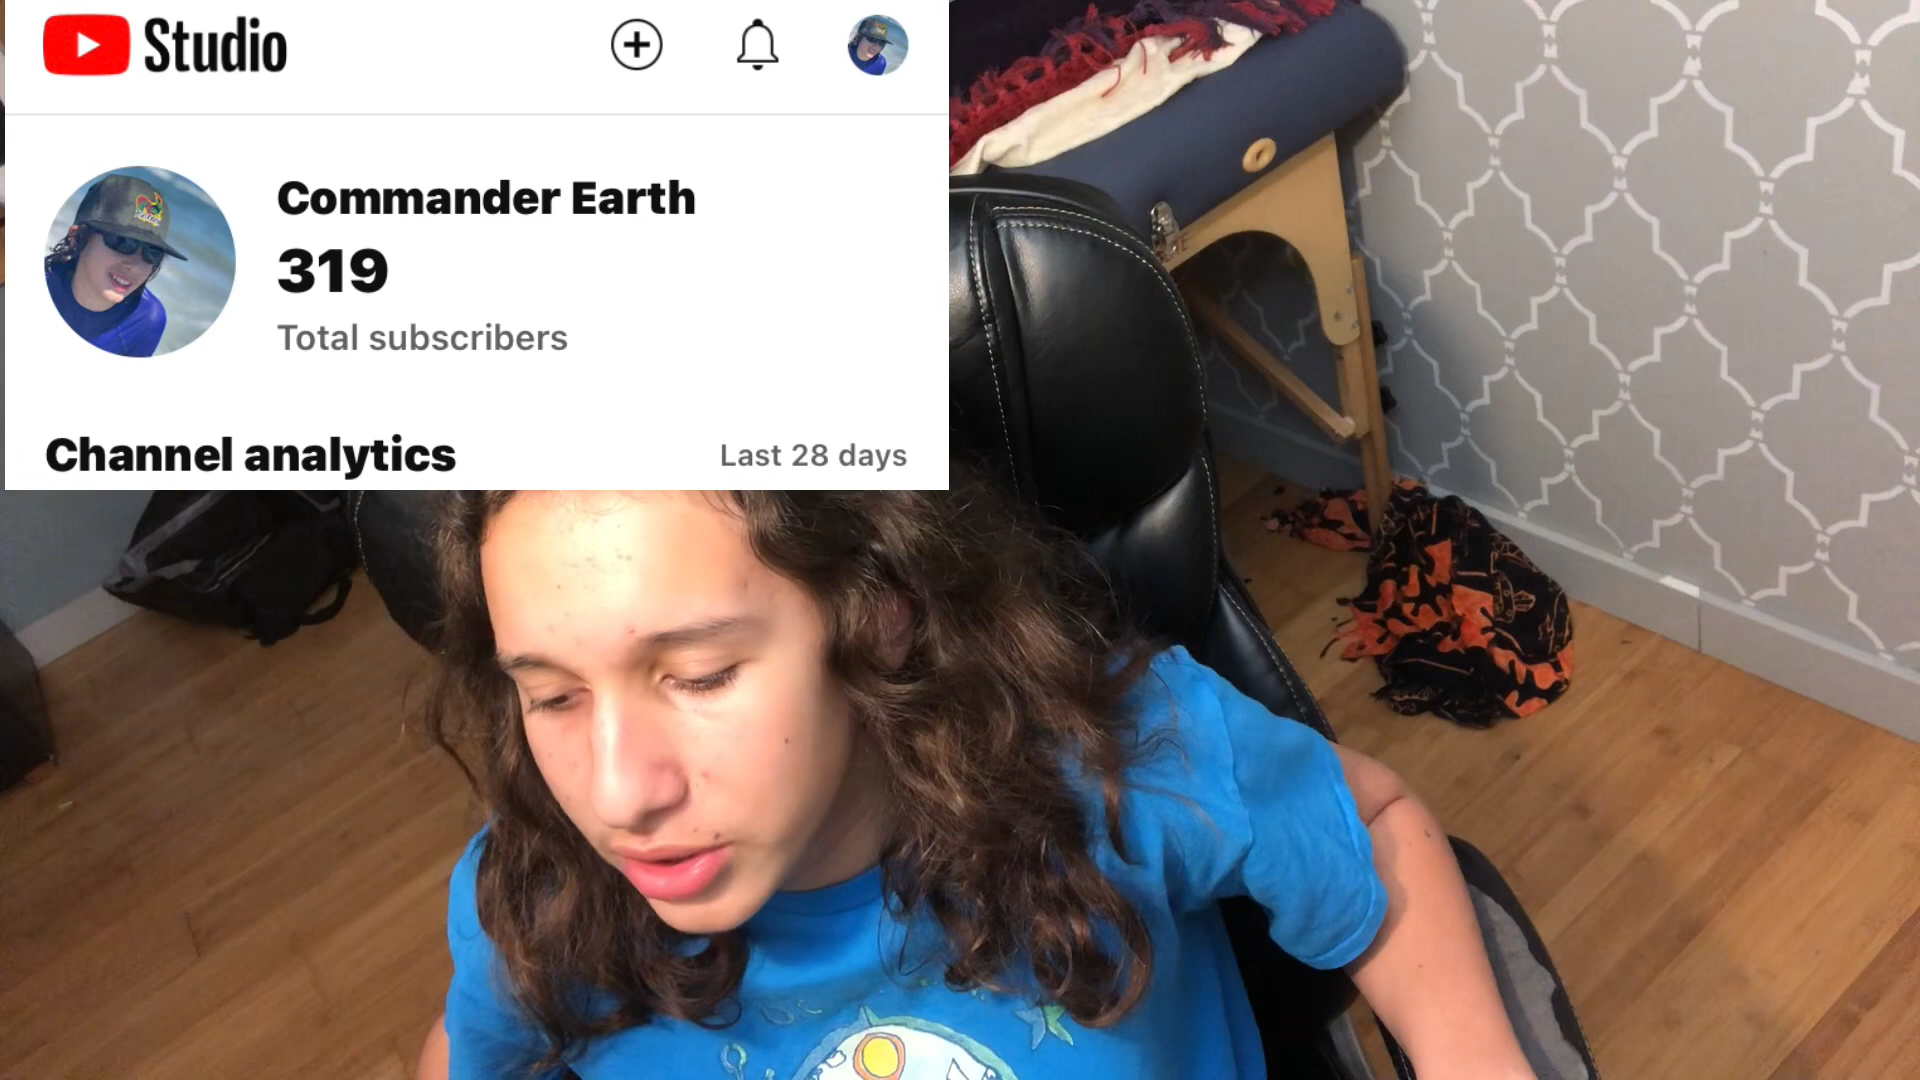 Studio
Commander Earth
319
Total subscribers
Channel analytics
Last 28 days